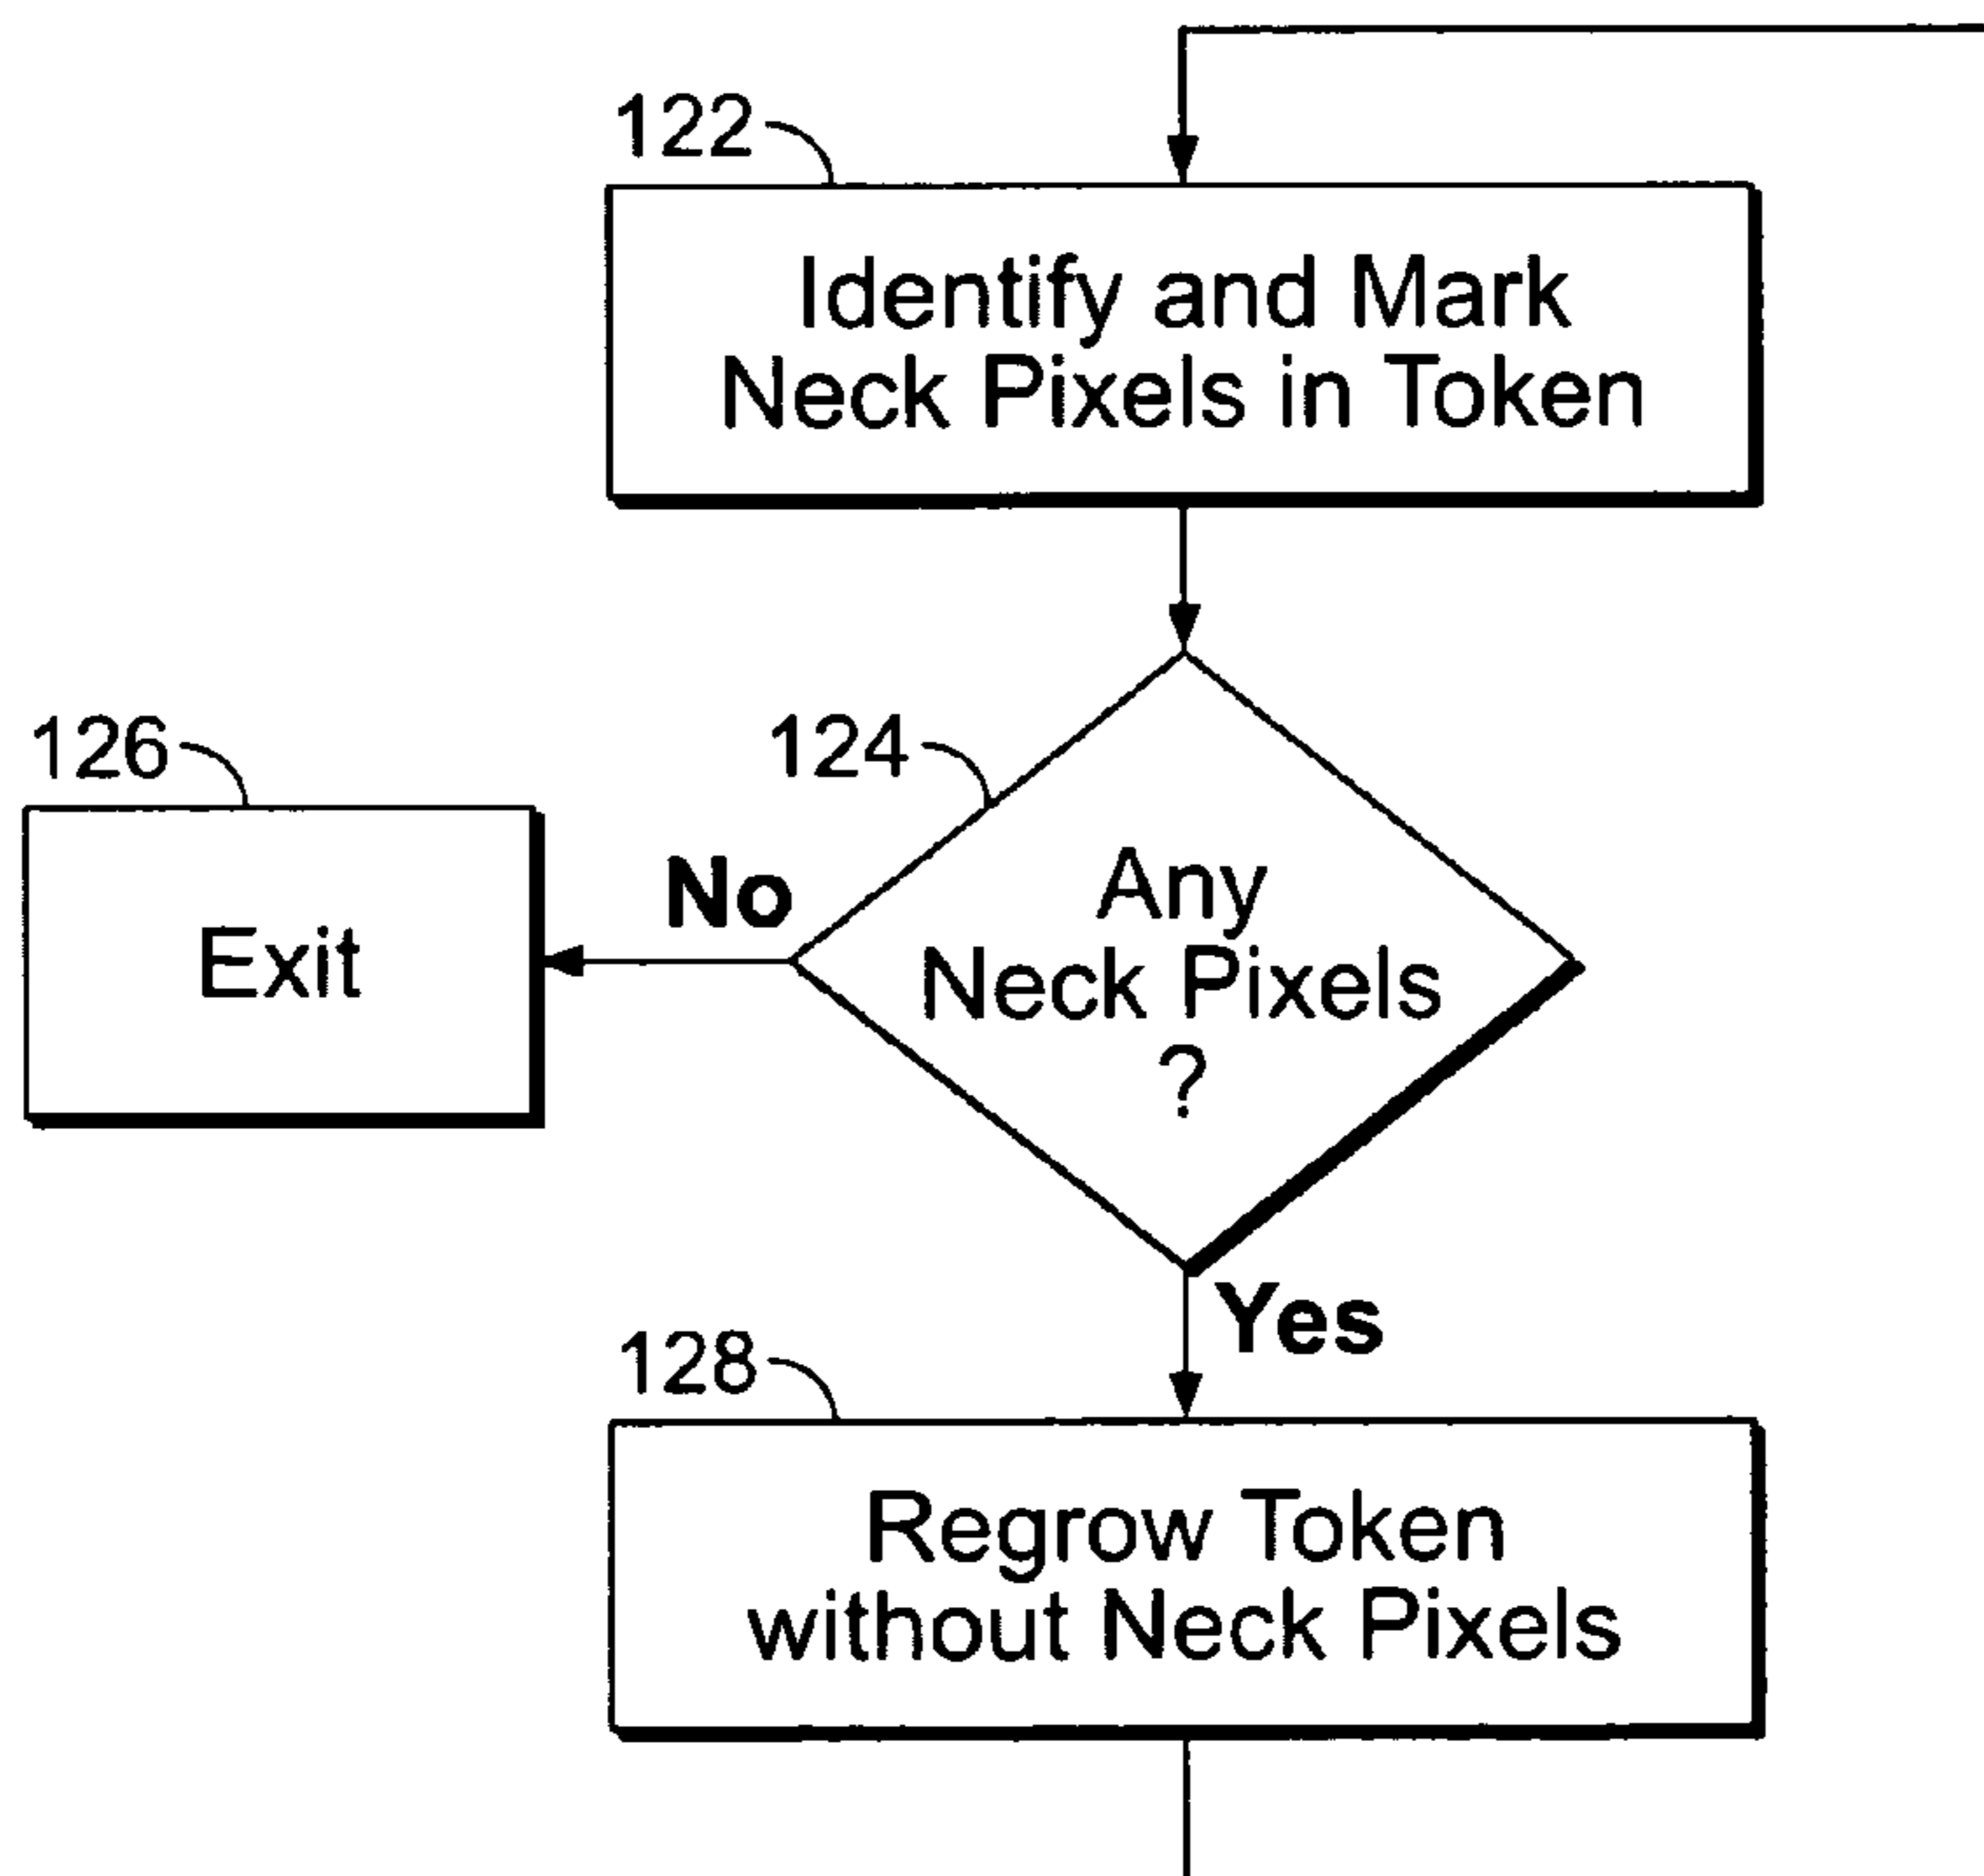 122
Identify and Mark
Neck Pixels in Token
126
124
No
Any
Neck Pixels
?
Exit
Yes
128
Regrow Token
without Neck Pixels